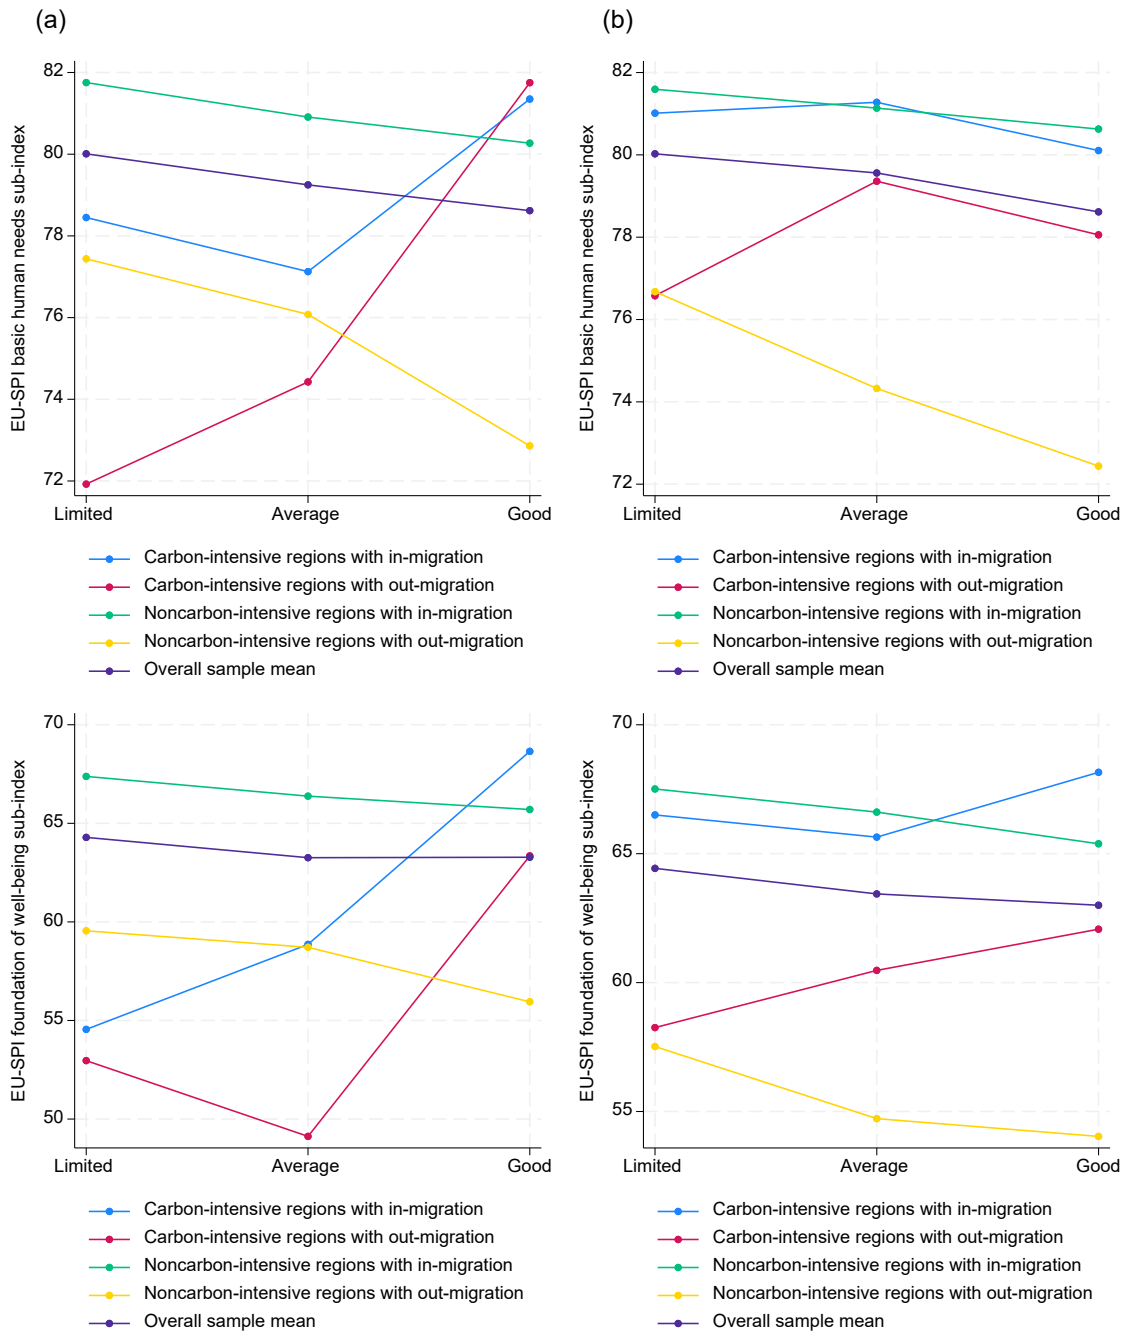 (a)
EU-SPI basic human needs sub-index
82
80
78
76
74
72
Limited Average Good
Carbon-intensive regions with in-migration
Carbon-intensive regions with out-migration
Noncarbon-intensive regions with in-migration
Noncarbon-intensive regions with out-migration
Overall sample mean
(b)
EU-SPI basic human needs sub-index
82
80
78
76
74
72
Limited Average Good
Carbon-intensive regions with in-migration
Carbon-intensive regions with out-migration
Noncarbon-intensive regions with in-migration
Noncarbon-intensive regions with out-migration
Overall sample mean
EU-SPI foundation of well-being sub-index
70
65
60
55
50
Limited Average Good
Carbon-intensive regions with in-migration
Carbon-intensive regions with out-migration
Noncarbon-intensive regions with in-migration
Noncarbon-intensive regions with out-migration
Overall sample mean
EU-SPI foundation of well-being sub-index
70
65
60
55
Limited Average Good
Carbon-intensive regions with in-migration
Carbon-intensive regions with out-migration
Noncarbon-intensive regions with in-migration
Noncarbon-intensive regions with out-migration
Overall sample mean